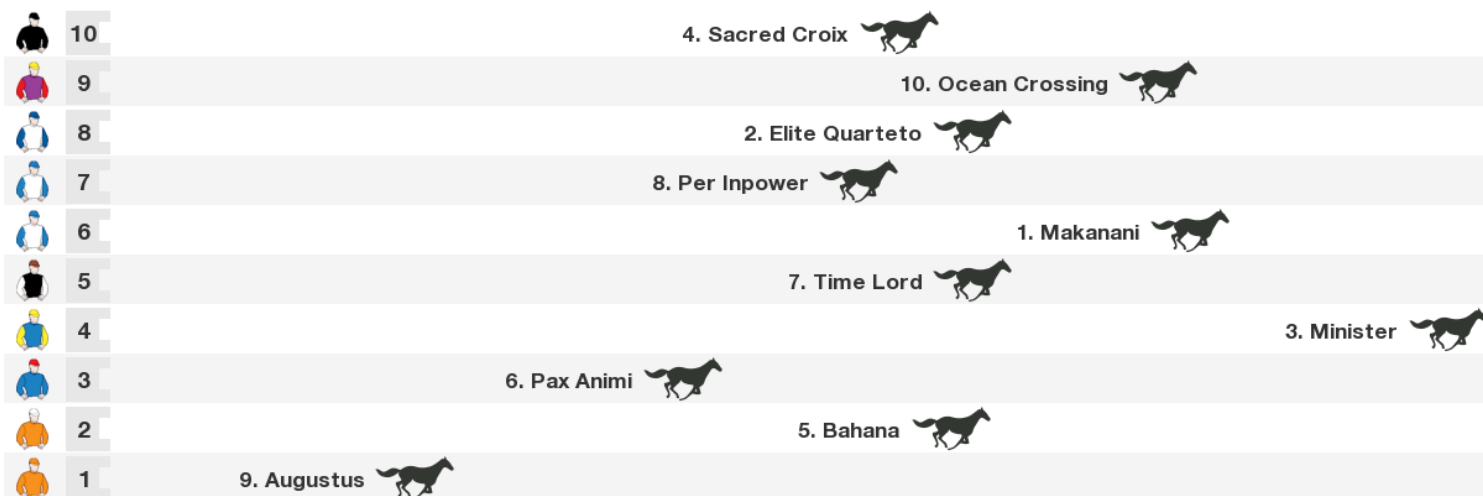 10 4. Sacred Croix
9 10. Ocean Crossing
8 2. Elite Quarteto
7 8. Per Inpower
6 1. Makanani
5 7. Time Lord
4 3. Minister
3 6. Pax Animi
2 5. Bahana
1 9. Augustus